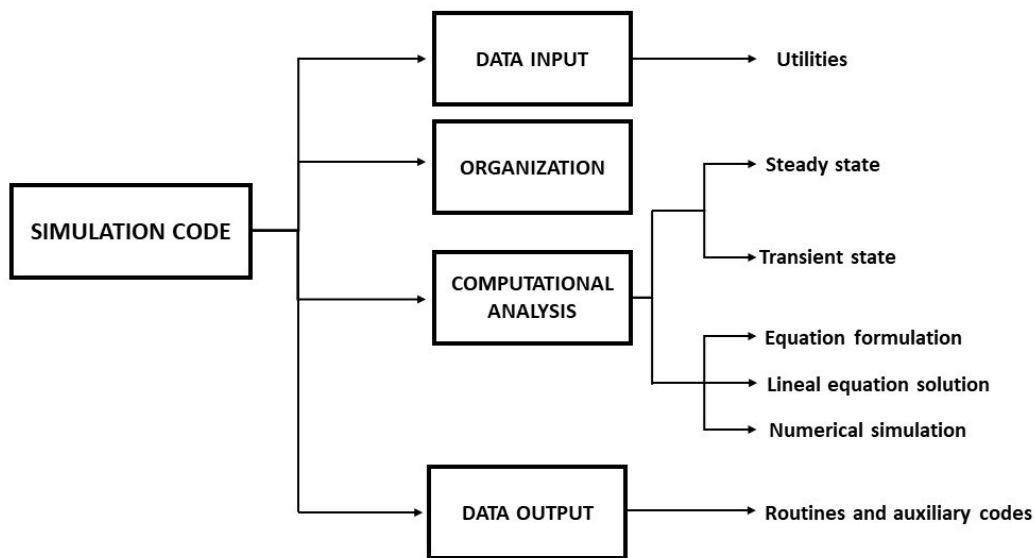 DATA INPUT
Utilities
ORGANIZATION
Steady state
SIMULATION CODE
Transient state
COMPUTATIONAL
ANALYSIS
Equation formulation
Lineal equation solution
Numerical simulation
DATA OUTPUT
Routines and auxiliary codes